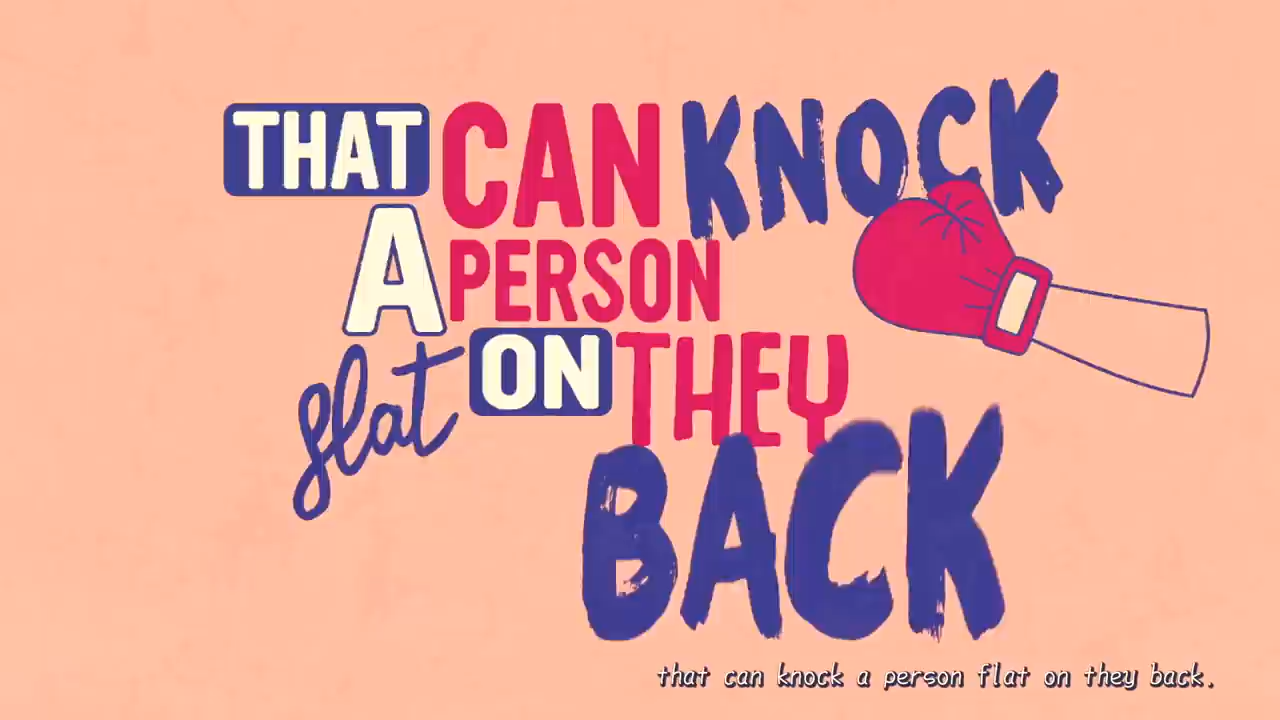 THAT CAN KNOCK
A PERSON
flat ON THEY
BACK
that can knock a person flat on they back.